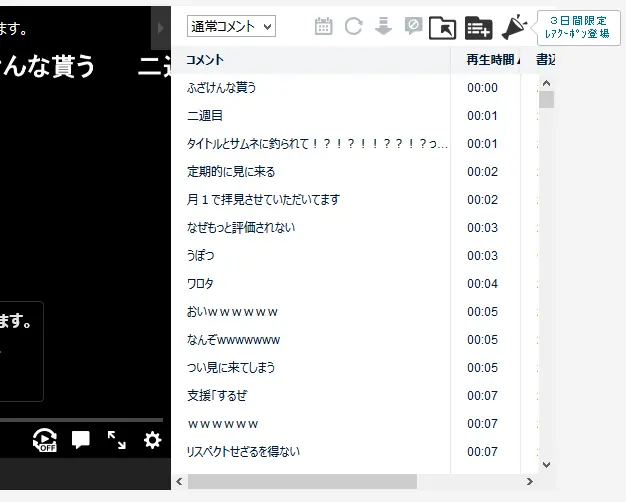 ます。
んな貰う
二週
ます。
OFF
通常コメント
3日間限定
レアクーポン登場
コメント 再生時間 書込
ふざけんな貰う 00:00
二週目 00:01
タイトルとサムネに釣られて！？！？！！？！？っ... 00:01
定期的に見に来る 00:02
月１で拝見させていただいてます 00:02
なぜもっと評価されない 00:03
うぽつ 00:03
ワロタ 00:04
おいｗｗｗｗｗｗ 00:05
なんぞwwwwwww 00:05
つい見に来てしまう 00:05
支援「するぜ 00:07
ｗｗｗｗｗｗ 00:07
リスペクトせざるを得ない 00:07